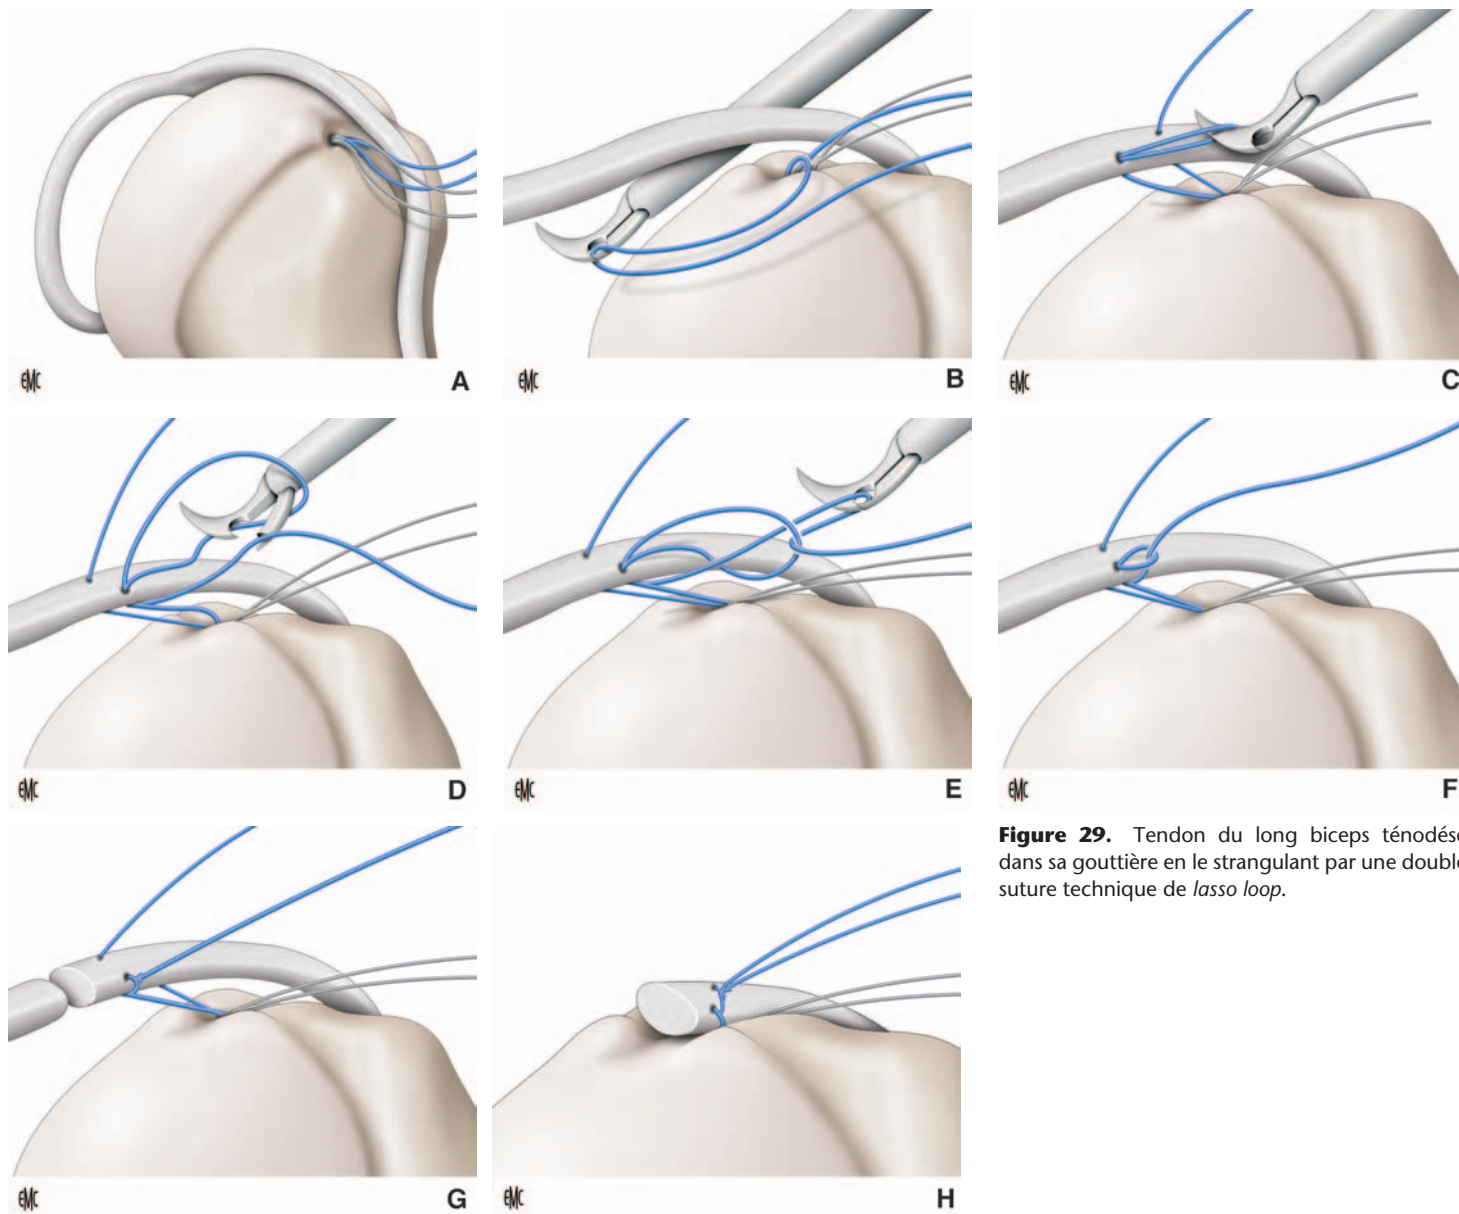 EMC
A
EMC
B
EMC
C
EMC
D
EMC
E
EMC
F
Figure 29. Tendon du long biceps ténodésé
dans sa gouttière en le strangulant par une double
suture technique de lasso loop.
EMC
G
EMC
H